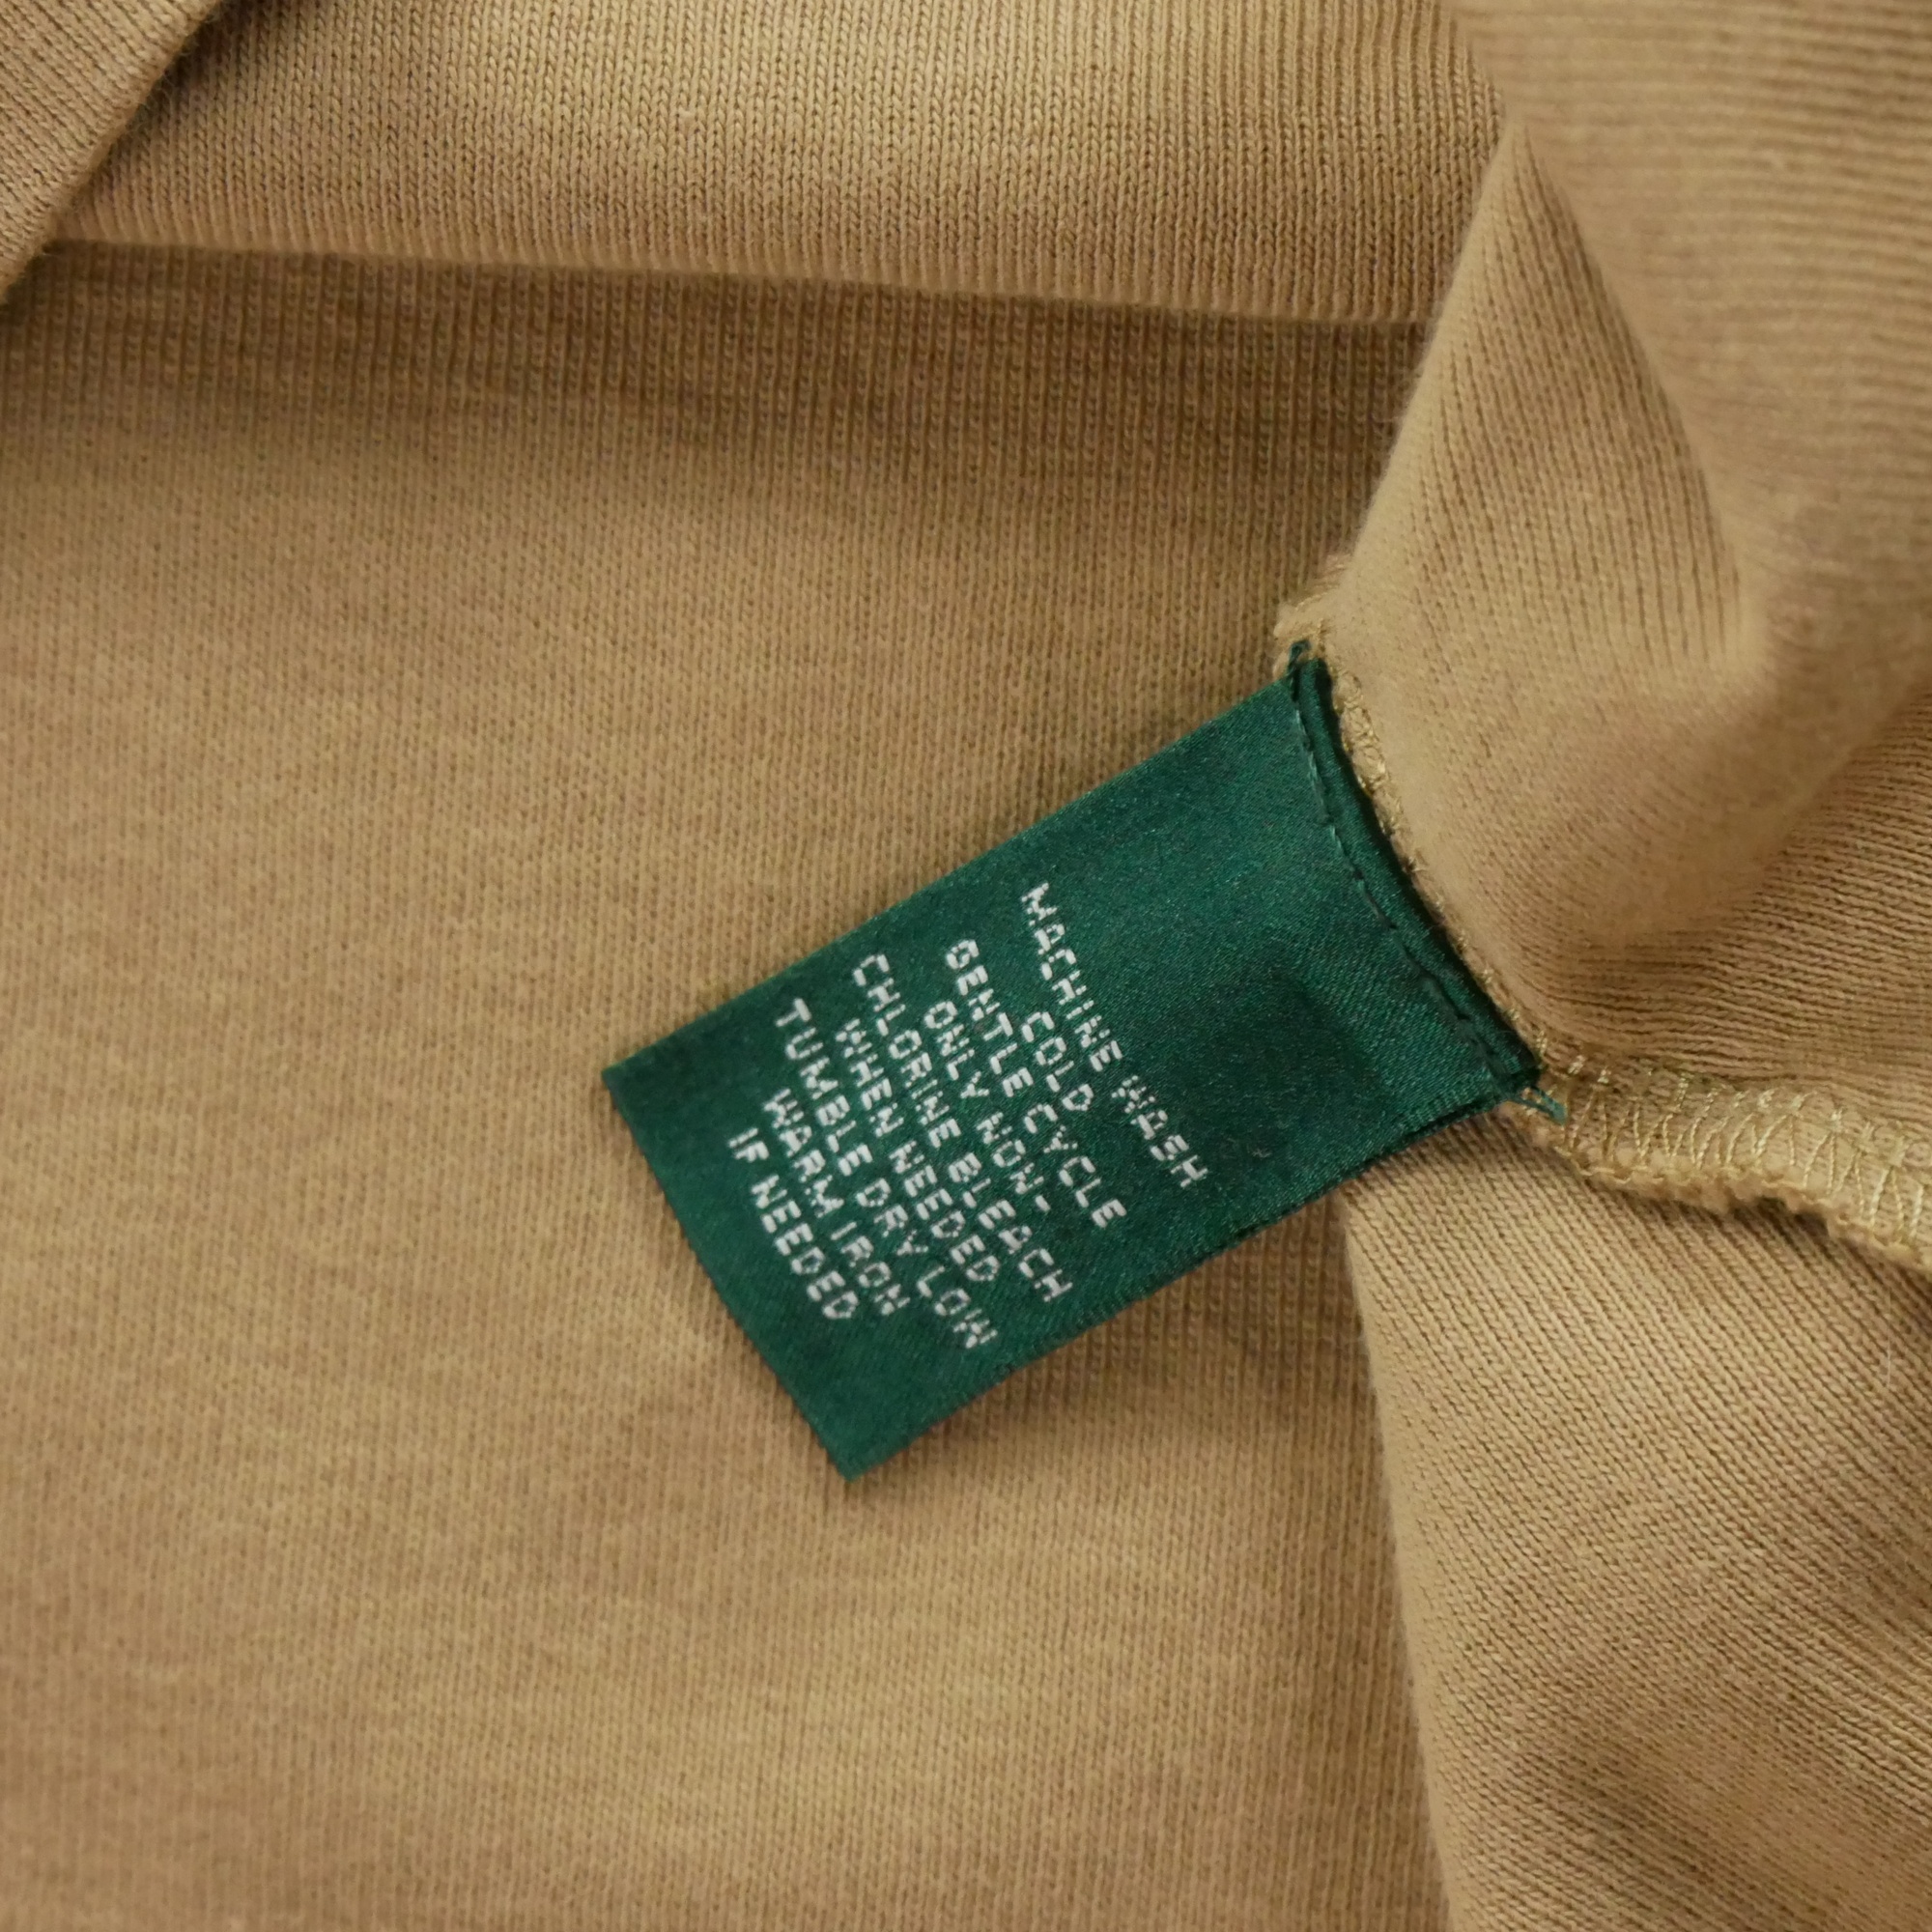 MACHINE WASH
COLD
GENTLE CYCLE
ONLY NON-
CHLORINE BLEACH
WHEN NEEDED
TUMBLE DRY LOW
WARM IRON
IF NEEDED